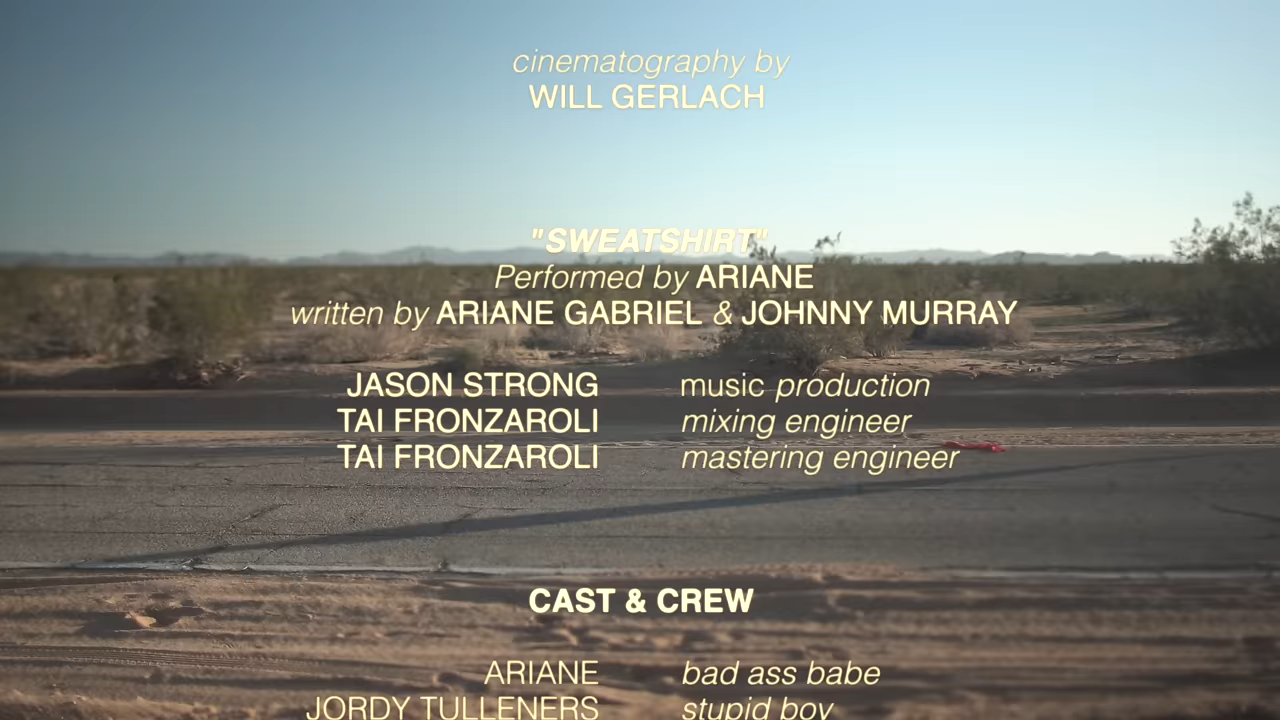 cinematography by
WILL GERLACH
"SWEATSHIRT"
Performed by ARIANE
written by ARIANE GABRIEL & JOHNNY MURRAY
JASON STRONG music production
TAI FRONZAROLI mixing engineer
TAI FRONZAROLI mastering engineer
CAST & CREW
ARIANE bad ass babe
JORDY TULLENERS stupid boy